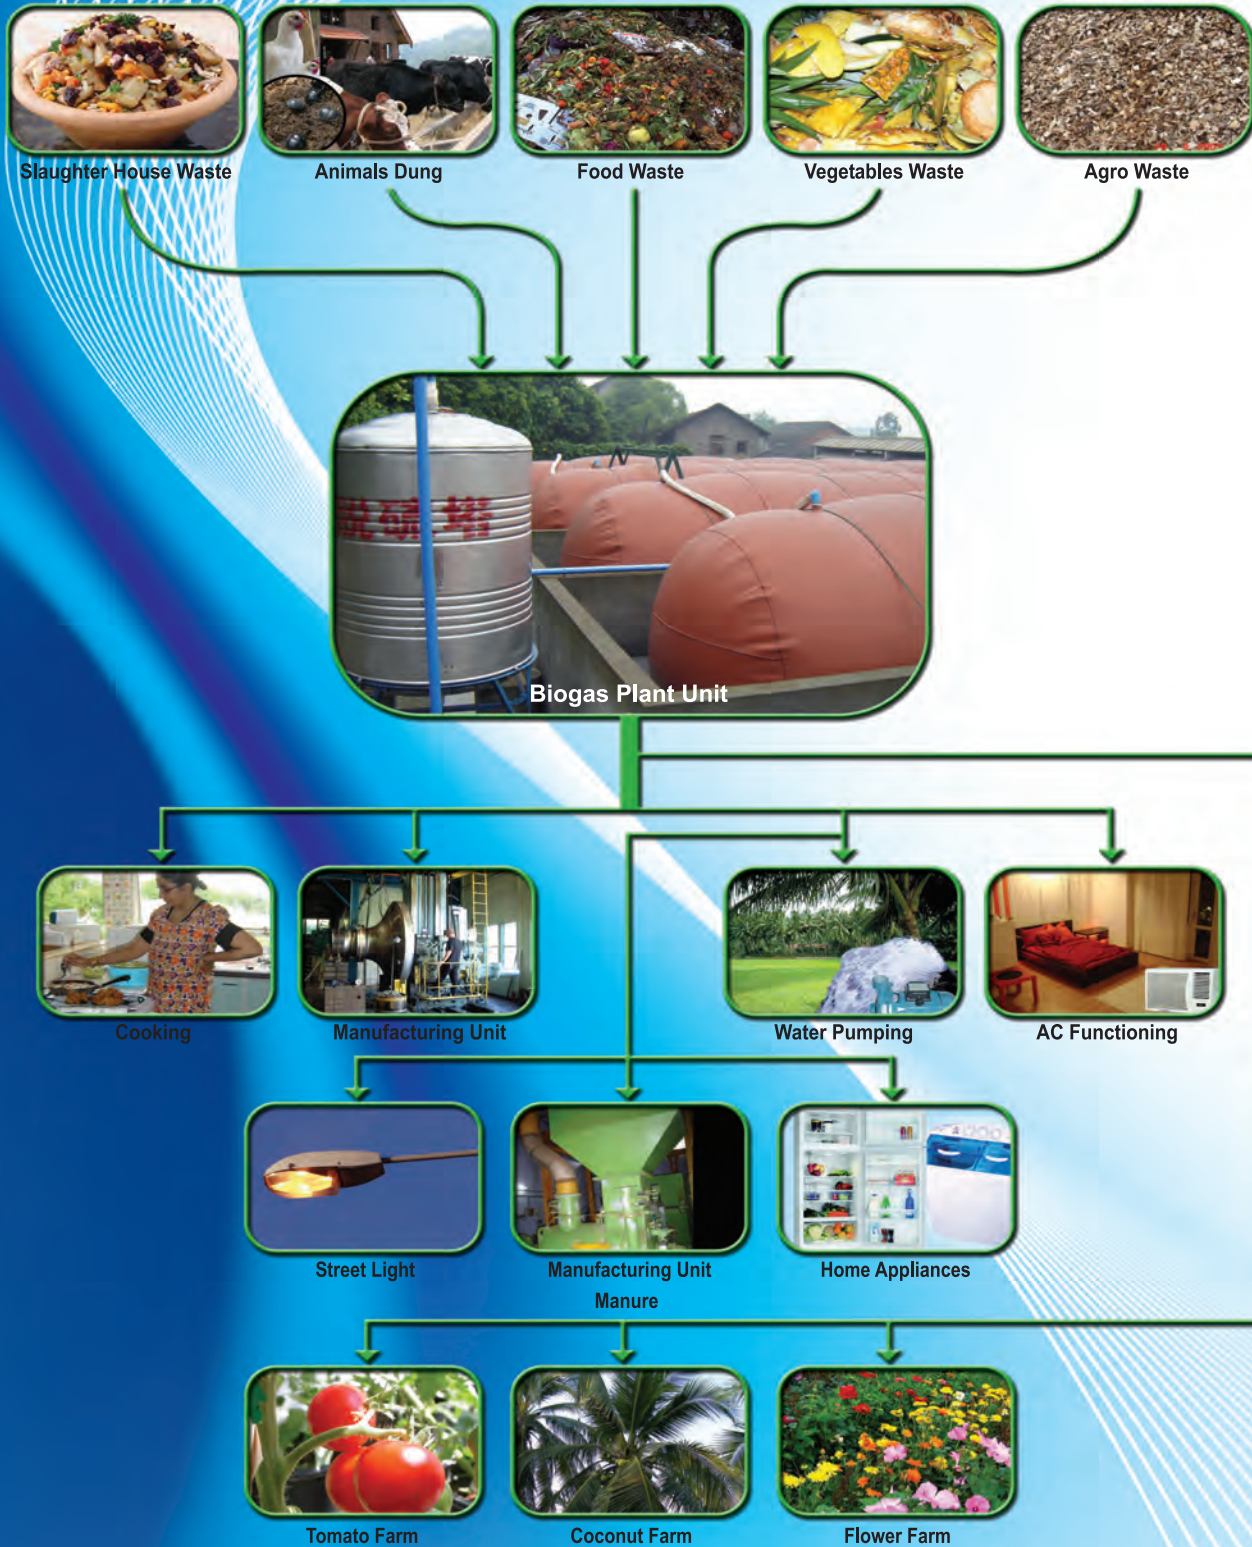 Slaughter House Waste
Animals Dung
Food Waste
Vegetables Waste
Agro Waste
Biogas Plant Unit
Cooking
Manufacturing Unit
Water Pumping
AC Functioning
Street Light
Manufacturing Unit
Home Appliances
Manure
Tomato Farm
Coconut Farm
Flower Farm